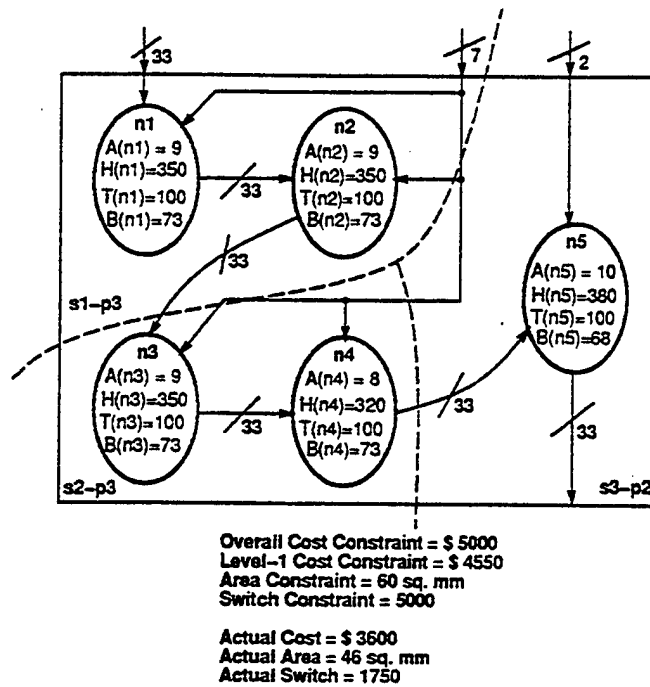 33
7
2
n1
A(n1) = 9
H(n1)=350
T(n1)=100
B(n1)=73
33
n2
A(n2) = 9
H(n2)=350
T(n2)=100
B(n2)=73
33
n5
A(n5) = 10
H(n5)=380
T(n5)=100
B(n5)=68
s1-p3
n3
A(n3) = 9
H(n3)=350
T(n3)=100
B(n3)=73
33
n4
A(n4) = 8
H(n4)=320
T(n4)=100
B(n4)=73
33
33
s2-p3
s3-p2
Overall Cost Constraint = $ 5000
Level-1 Cost Constraint = $ 4550
Area Constraint = 60 sq. mm
Switch Constraint = 5000
Actual Cost = $ 3600
Actual Area = 46 sq. mm
Actual Switch = 1750